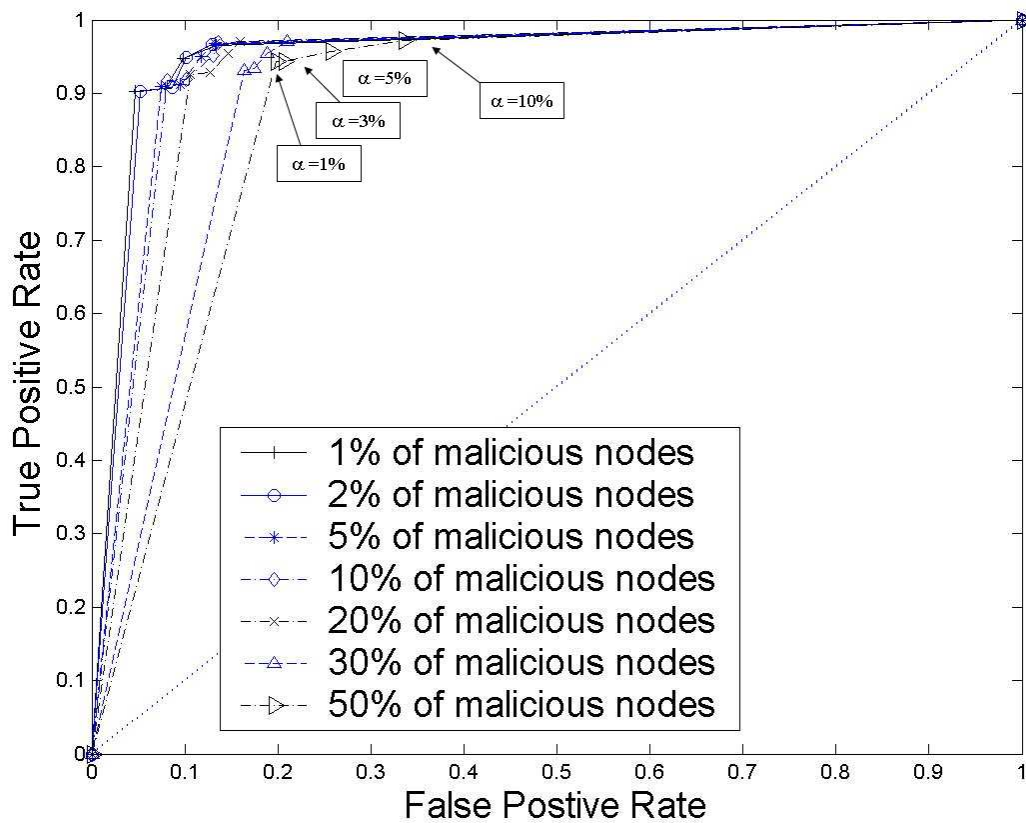 1
0.9
0.8
0.7
0.6
0.5
0.4
0.3
0.2
0.1
0
True Positive Rate
α =5%
α =10%
α =3%
α =1%
1% of malicious nodes
2% of malicious nodes
5% of malicious nodes
10% of malicious nodes
20% of malicious nodes
30% of malicious nodes
50% of malicious nodes
0 0.1 0.2 0.3 0.4 0.5 0.6 0.7 0.8 0.9 1
False Postive Rate